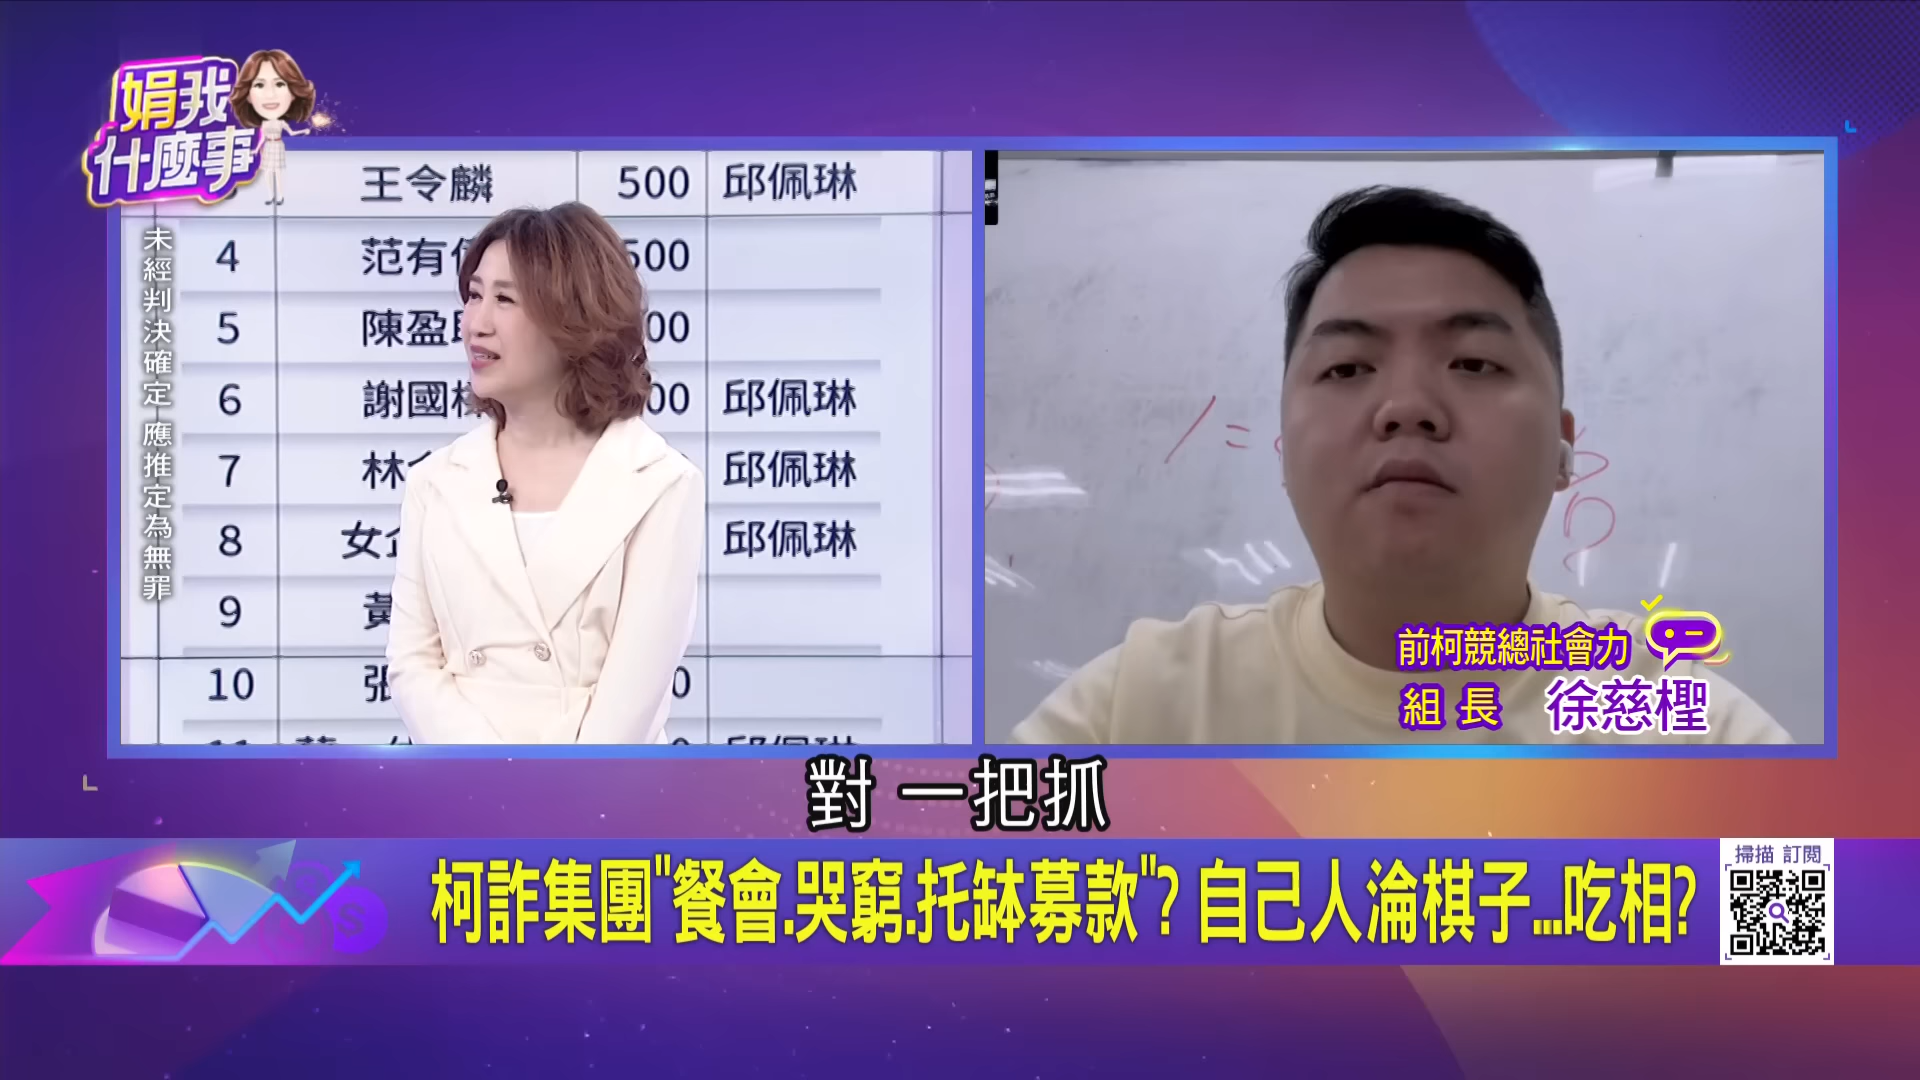 娟我
什麼事
未經判決確定 應推定為無罪
王令麟 500 邱佩琳
4 范有 500
5 陳盈 00
6 謝國 00 邱佩琳
7 林 邱佩琳
8 女企 邱佩琳
9 黃
10 張 0
前柯競總社會力
組長 徐慈檉
對 一把抓
柯詐集團"餐會.哭窮.托缽募款"? 自己人淪棋子...吃相?
掃描 訂閱